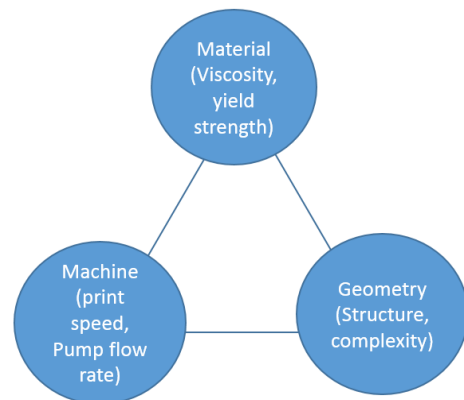 Material
(Viscosity,
yield
strength)
Machine
(print
speed,
Pump flow
rate)
Geometry
(Structure,
complexity)